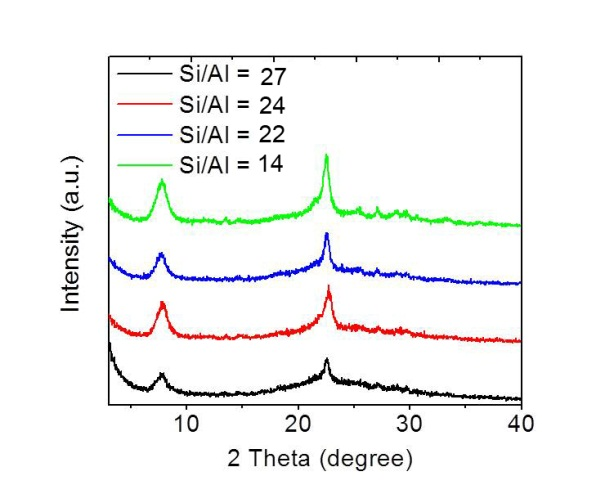 Si/Al = 27
Si/Al = 24
Si/Al = 22
Si/Al = 14
Intensity (a.u.)
10 20 30 40
2 Theta (degree)